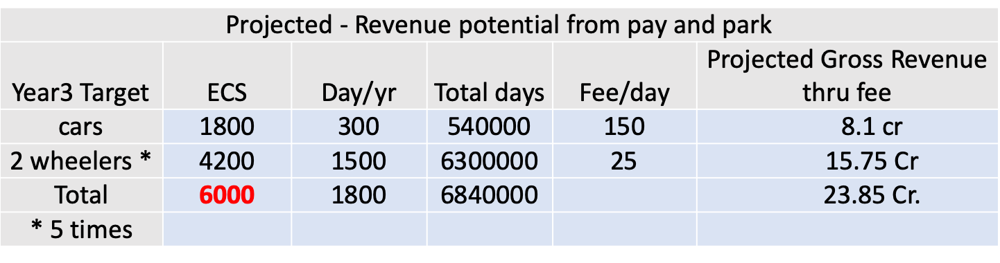 Projected - Revenue potential from pay and park
Year3 Target ECS Day/yr Total days Fee/day Projected Gross Revenue thru fee
cars 1800 300 540000 150 8.1 cr
2 wheelers * 4200 1500 6300000 25 15.75 Cr
Total 6000 1800 6840000 23.85 Cr.
* 5 times